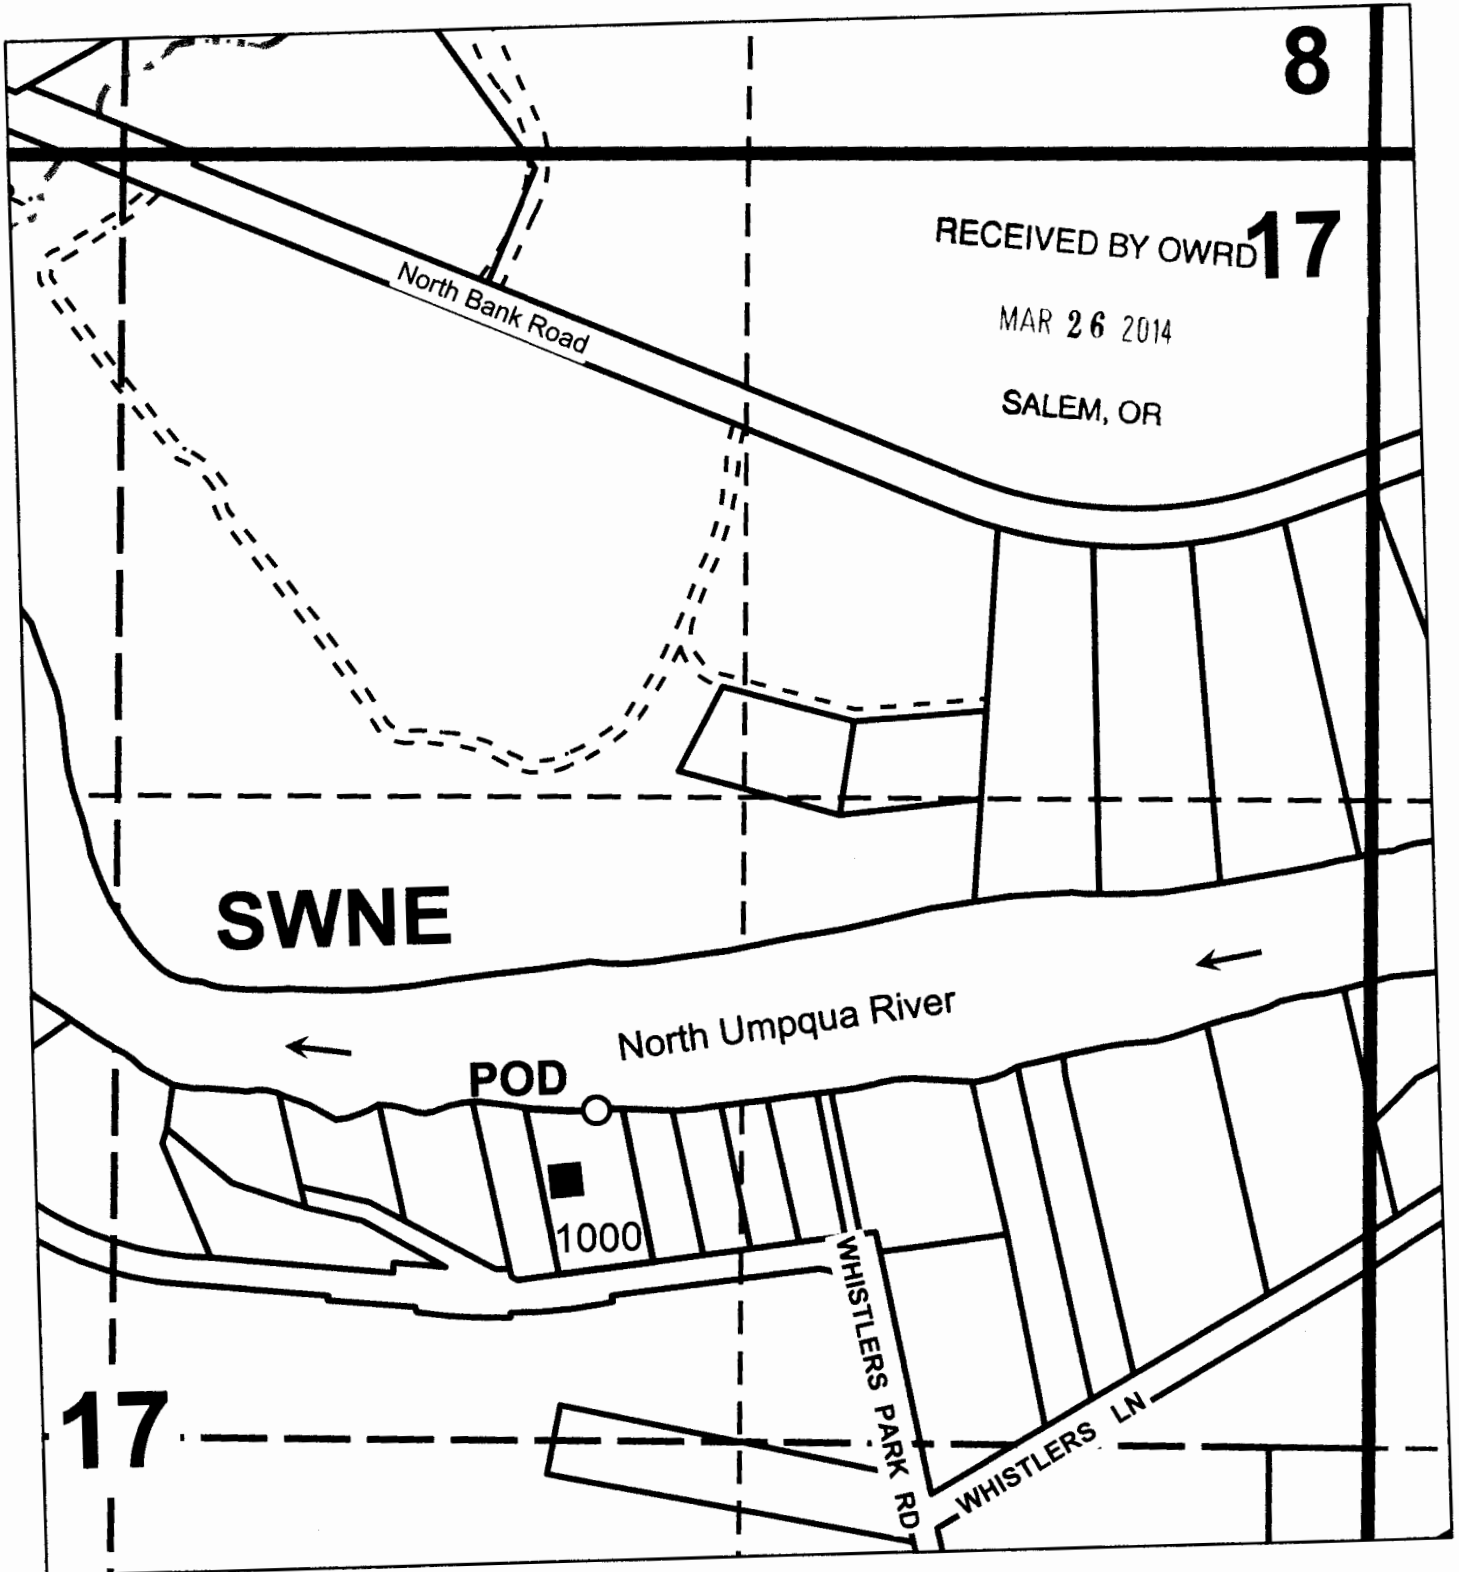 8
RECEIVED BY OWRD
17
MAR 26 2014
SALEM, OR
North Bank Road
SWNE
North Umpqua River
POD
1000
WHISTLERS PARK RD
17
WHISTLERS LN